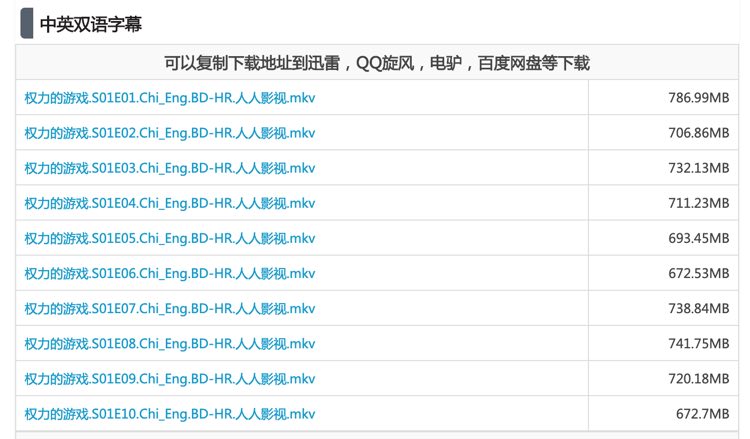 中英双语字幕
可以复制下载地址到迅雷，QQ旋风，电驴，百度网盘等下载
权力的游戏.S01E01.Chi_Eng.BD-HR.人人影视.mkv 786.99MB
权力的游戏.S01E02.Chi_Eng.BD-HR.人人影视.mkv 706.86MB
权力的游戏.S01E03.Chi_Eng.BD-HR.人人影视.mkv 732.13MB
权力的游戏.S01E04.Chi_Eng.BD-HR.人人影视.mkv 711.23MB
权力的游戏.S01E05.Chi_Eng.BD-HR.人人影视.mkv 693.45MB
权力的游戏.S01E06.Chi_Eng.BD-HR.人人影视.mkv 672.53MB
权力的游戏.S01E07.Chi_Eng.BD-HR.人人影视.mkv 738.84MB
权力的游戏.S01E08.Chi_Eng.BD-HR.人人影视.mkv 741.75MB
权力的游戏.S01E09.Chi_Eng.BD-HR.人人影视.mkv 720.18MB
权力的游戏.S01E10.Chi_Eng.BD-HR.人人影视.mkv 672.7MB